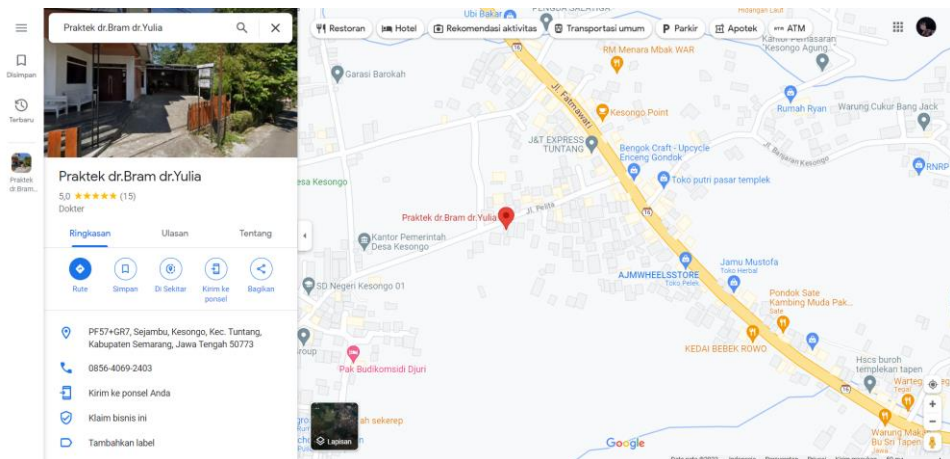 Praktek dr.Bram dr.Yulia
Disimpan
Terbaru
Praktek
dr.Bram...
Praktek dr.Bram dr.Yulia
5,0 ★★★★★ (15)
Dokter
Ringkasan
Ulasan
Tentang
Rute
Simpan
Di Sekitar
Kirim ke
ponsel
Bagikan
PF57+GR7, Sejambu, Kesongo, Kec. Tuntang,
Kabupaten Semarang, Jawa Tengah 50773
0856-4069-2403
Kirim ke ponsel Anda
Klaim bisnis ini
Tambahkan label
Restoran
Hotel
Rekomendasi aktivitas
Transportasi umum
Parkir
Apotek
ATM
Ubi Bakar
RM Menara Mbak WAR
Kesongo Agung...
Garasi Barokah
Jl. Fatmawati
Kesongo Point
Rumah Ryan
Warung Cukur Bang Jack
J&T EXPRESS
TUNTANG
Bengok Craft - Upcycle
Enceng Gondok
Jl. Banjaran Kesongo
RNRP
Toko putri pasar templek
esa Kesongo
Praktek dr.Bram dr.Yulia
Jl. Pelita
Kantor Pemerintah
Desa Kesongo
Jamu Mustofa
Toko Herbal
AJMWHEELSSTORE
Toko Pelek
SD Negeri Kesongo 01
Pondok Sate
Kambing Muda Pak...
Sate
KEDAI BEBEK ROWO
roup
Pak Budikomsidi Djuri
Hscs buroh
templekan tapen
Warteg
Tegal
ah sekerep
Lapisan
Google
Warung Makan
Bu Sri Tapen
Jawa